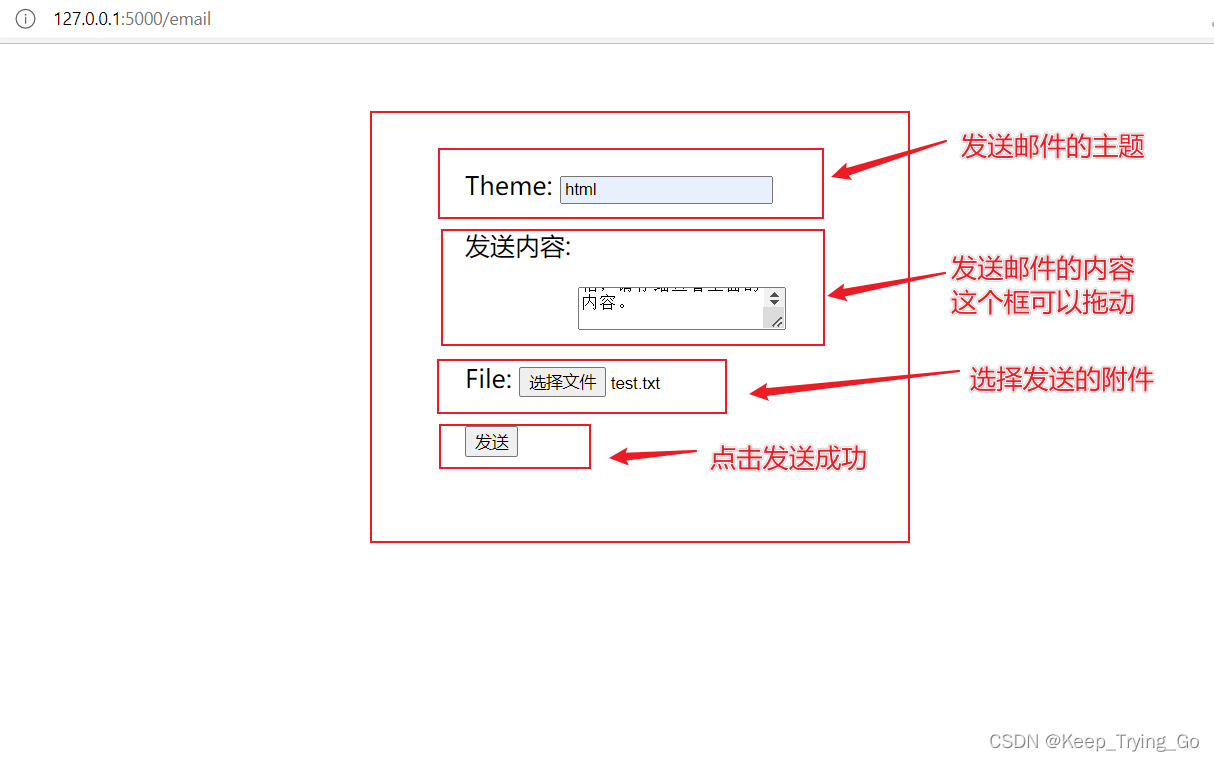 127.0.0.1:5000/email
发送邮件的主题
Theme: html
发送内容:
发送邮件的内容
这个框可以拖动
内容。
File: 选择文件 test.txt
选择发送的附件
发送
点击发送成功
CSDN @Keep_Trying_Go